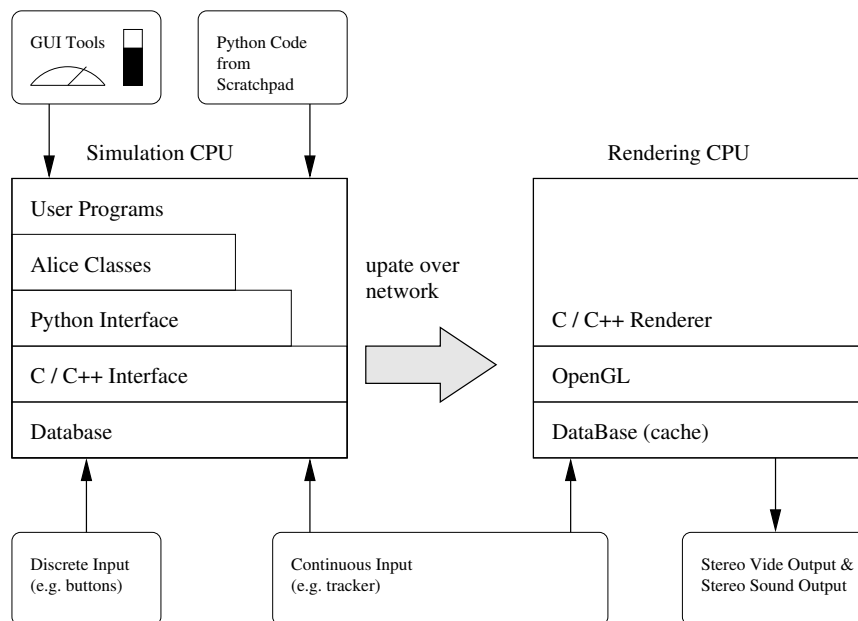 GUI Tools
Python Code
from
Scratchpad
Simulation CPU
Rendering CPU
User Programs
Alice Classes
Python Interface
C / C++ Interface
Database
upate over
network
C / C++ Renderer
OpenGL
DataBase (cache)
Discrete Input
(e.g. buttons)
Continuous Input
(e.g. tracker)
Stereo Vide Output &
Stereo Sound Output